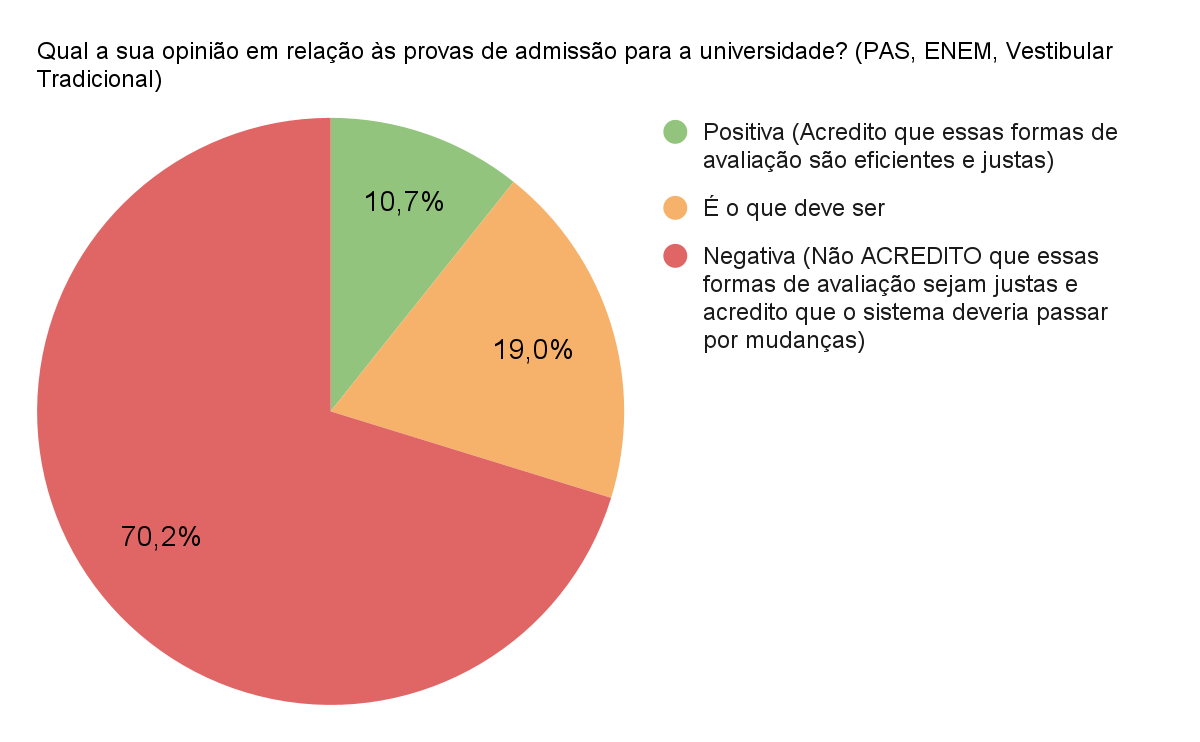 Qual a sua opinião em relação às provas de admissão para a universidade? (PAS, ENEM, Vestibular
Tradicional)
Positiva (Acredito que essas formas de
avaliação são eficientes e justas)
É o que deve ser
Negativa (Não ACREDITO que essas
formas de avaliação sejam justas e
acredito que o sistema deveria passar
por mudanças)
10,7%
19,0%
70,2%